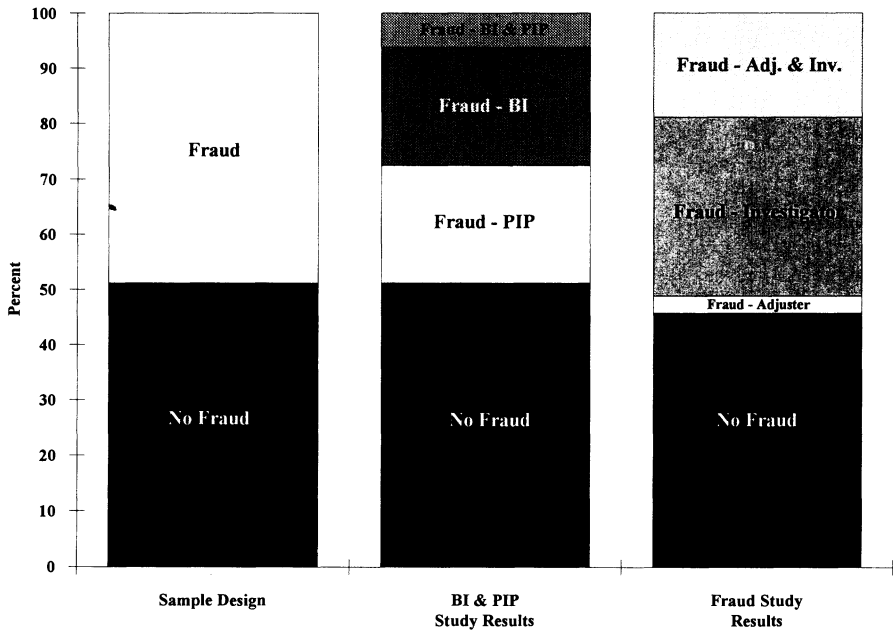 100
90
80
70
60
50
40
30
20
10
0
Percent
Fraud
No Fraud
Fraud - BI & PIP
Fraud - BI
Fraud - PIP
No Fraud
Fraud - Adj. & Inv.
Fraud - Investigator
Fraud - Adjuster
No Fraud
Sample Design
BI & PIP
Study Results
Fraud Study
Results